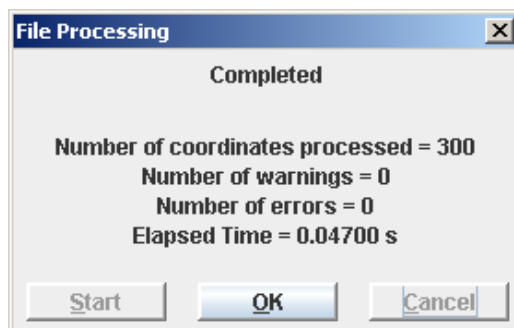 File Processing
Completed
Number of coordinates processed = 300
Number of warnings = 0
Number of errors = 0
Elapsed Time = 0.04700 s
Start OK Cancel